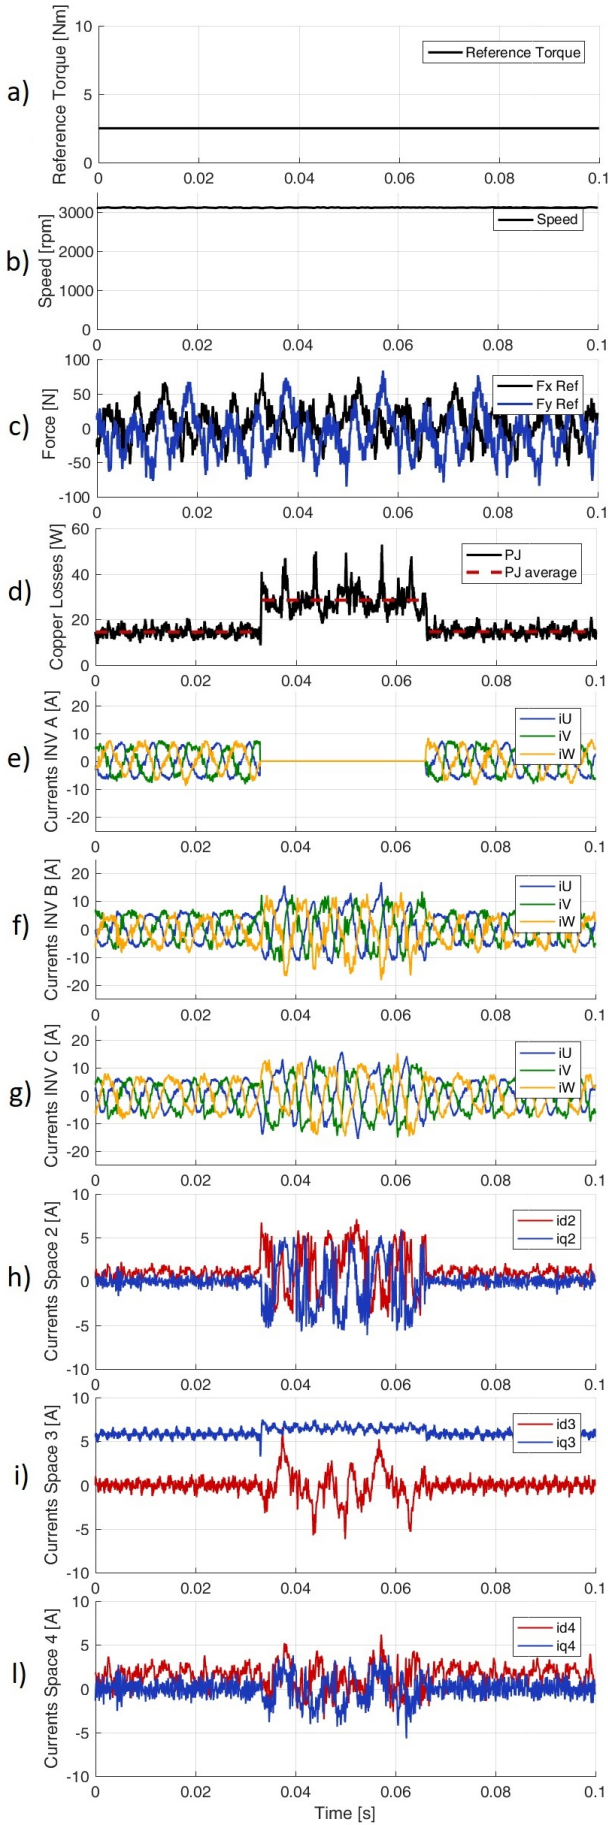 a)
Reference Torque [Nm]
10
5
0
Reference Torque
0 0.02 0.04 0.06 0.08 0.1
b)
Speed [rpm]
3000
2000
1000
0
Speed
0 0.02 0.04 0.06 0.08 0.1
c)
Force [N]
100
50
0
-50
-100
Fx Ref
Fy Ref
0 0.02 0.04 0.06 0.08 0.1
d)
Copper Losses [W]
60
40
20
0
PJ
PJ average
0 0.02 0.04 0.06 0.08 0.1
e)
Currents INV A [A]
20
10
0
-10
-20
iU
iV
iW
0 0.02 0.04 0.06 0.08 0.1
f)
Currents INV B [A]
20
10
0
-10
-20
iU
iV
iW
0 0.02 0.04 0.06 0.08 0.1
g)
Currents INV C [A]
20
10
0
-10
-20
iU
iV
iW
0 0.02 0.04 0.06 0.08 0.1
h)
Currents Space 2 [A]
10
5
0
-5
-10
id2
iq2
0 0.02 0.04 0.06 0.08 0.1
i)
Currents Space 3 [A]
10
5
0
-5
-10
id3
iq3
0 0.02 0.04 0.06 0.08 0.1
l)
Currents Space 4 [A]
10
5
0
-5
-10
id4
iq4
0 0.02 0.04 0.06 0.08 0.1
Time [s]